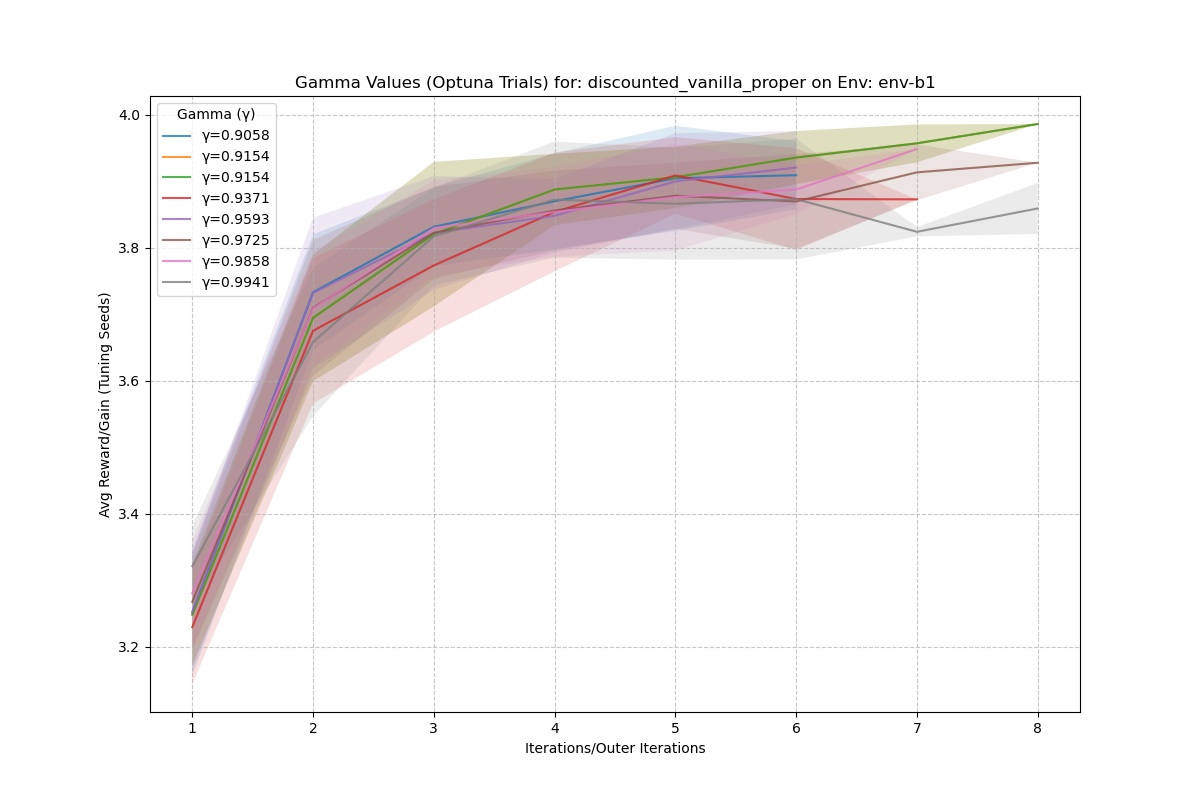 Gamma Values (Optuna Trials) for: discounted_vanilla_proper on Env: env-b1
Gamma (γ)
γ=0.9058
γ=0.9154
γ=0.9154
γ=0.9371
γ=0.9593
γ=0.9725
γ=0.9858
γ=0.9941
Avg Reward/Gain (Tuning Seeds)
4.0
3.8
3.6
3.4
3.2
1 2 3 4 5 6 7 8
Iterations/Outer Iterations